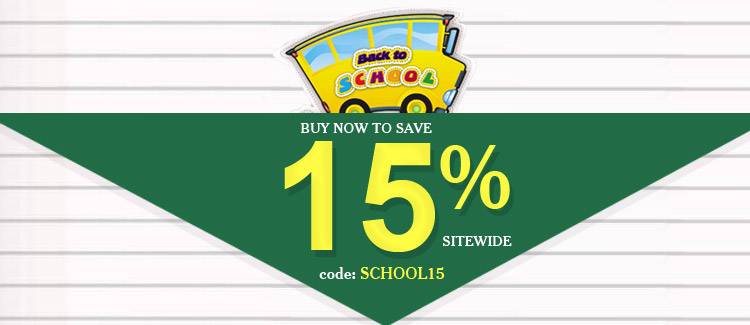 Back to
SCHOOL
BUY NOW TO SAVE
15%
SITEWIDE
code: SCHOOL15